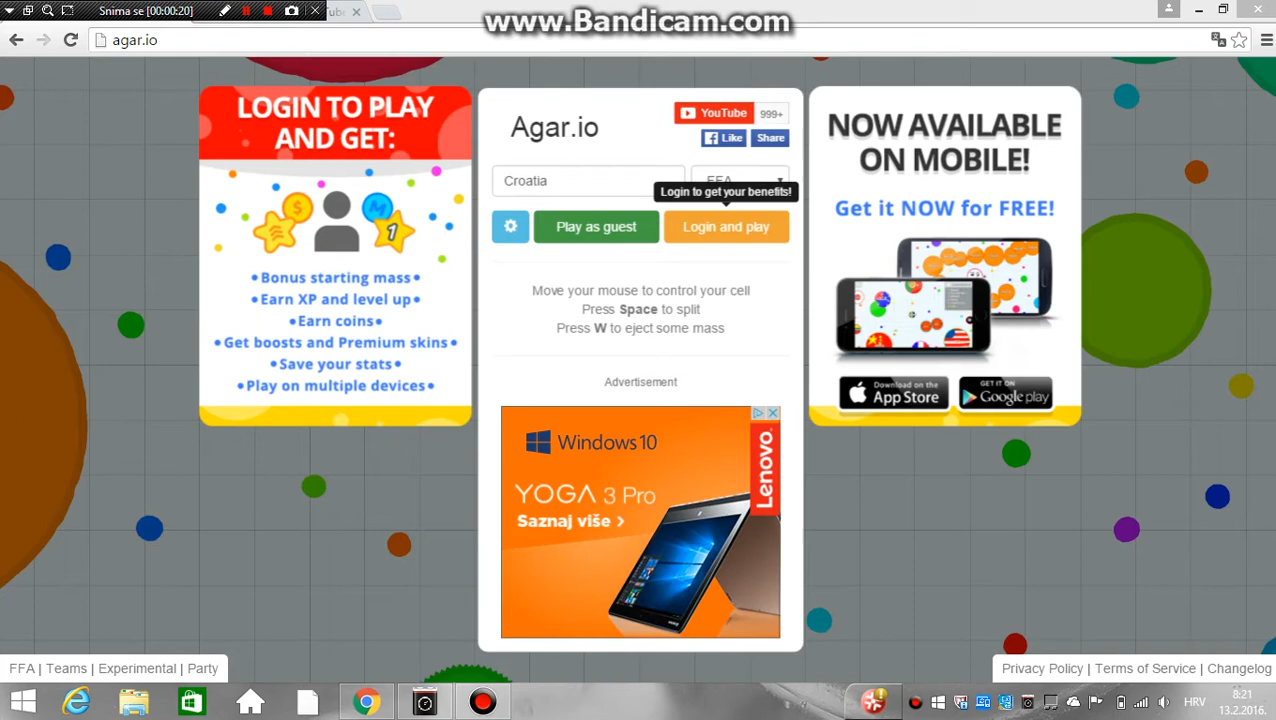 Snima se [00:00:20]
www.Bandicam.com
agar.io
LOGIN TO PLAY
AND GET:
•Bonus starting mass•
•Earn XP and level up•
•Earn coins•
•Get boosts and Premium skins•
•Save your stats•
•Play on multiple devices•
Agar.io
YouTube 999+
Like Share
Croatia
Login to get your benefits!
Play as guest Login and play
Move your mouse to control your cell
Press Space to split
Press W to eject some mass
Advertisement
Windows 10
YOGA 3 Pro
Saznaj više >
Lenovo
NOW AVAILABLE
ON MOBILE!
Get it NOW for FREE!
Download on the
App Store
GET IT ON
Google play
FFA | Teams | Experimental | Party
Privacy Policy | Terms of Service | Changelog
HRV
8:21
13.2.2016.